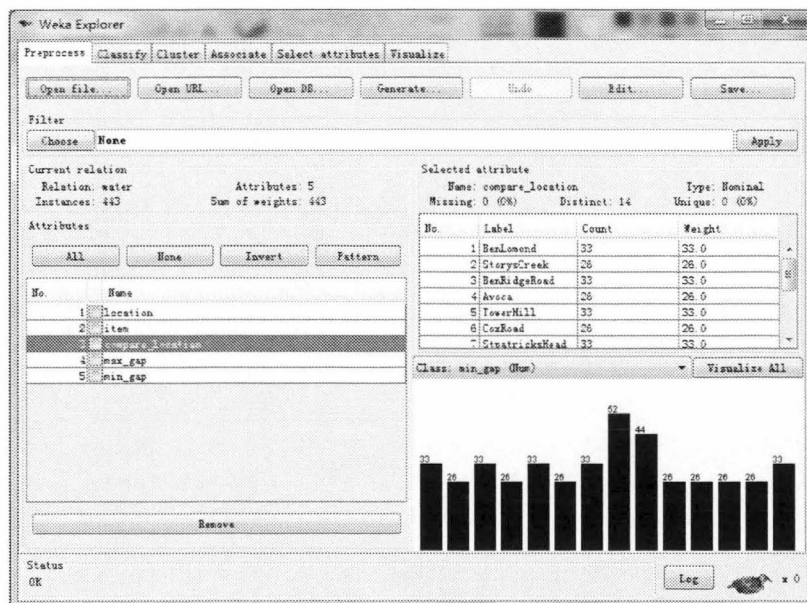 Weka Explorer
Preprocess Classify Cluster Associate Select attributes Visualize
Open file... Open URL... Open DB... Generate... Undo Edit... Save...
Filter
Choose None Apply
Current relation
Relation: water Attributes: 5
Instances: 443 Sum of weights: 443
Attributes
All None Invert Pattern
No. Name
1 location
2 item
3 compare_location
4 max_gap
5 min_gap
Remove
Selected attribute
Name: compare_location Type: Nominal
Missing: 0 (0%) Distinct: 14 Unique: 0 (0%)
No. Label Count Weight
1 BenLomond 33 33.0
2 StorysCreek 26 26.0
3 BenRidgeRoad 33 33.0
4 Avoca 26 26.0
5 TowerHill 33 33.0
6 CoxRoad 26 26.0
7 StpatricksHead 33 33.0
Class: min_gap (Num) Visualize All
33 26 33 26 33 26 33 52 44 26 26 26 26 33
Status
OK
Log x 0